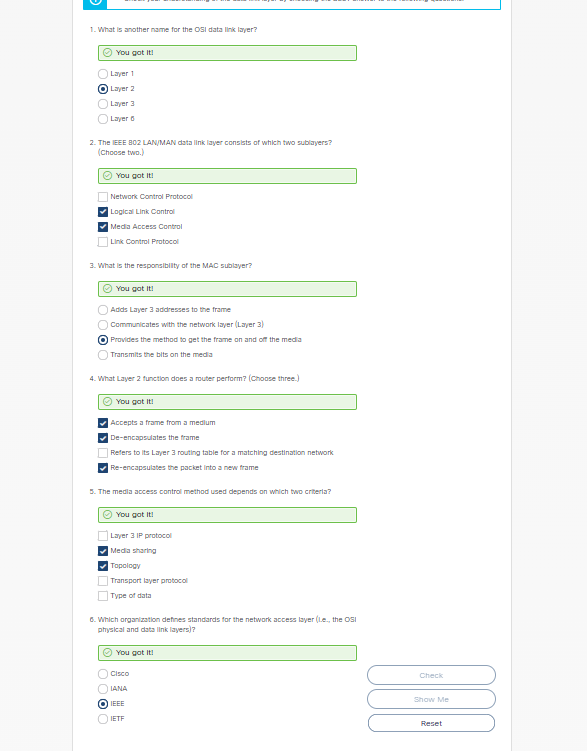 1. What is another name for the OSI data link layer?
You got it!
Layer 1
Layer 2
Layer 3
Layer 6
2. The IEEE 802 LAN/MAN data link layer consists of which two sublayers?
(Choose two.)
You got it!
Network Control Protocol
Logical Link Control
Media Access Control
Link Control Protocol
3. What is the responsibility of the MAC sublayer?
You got it!
Adds Layer 3 addresses to the frame
Communicates with the network layer (Layer 3)
Provides the method to get the frame on and off the media
Transmits the bits on the media
4. What Layer 2 function does a router perform? (Choose three.)
You got it!
Accepts a frame from a medium
De-encapsulates the frame
Refers to its Layer 3 routing table for a matching destination network
Re-encapsulates the packet into a new frame
5. The media access control method used depends on which two criteria?
You got it!
Layer 3 IP protocol
Media sharing
Topology
Transport layer protocol
Type of data
6. Which organization defines standards for the network access layer (i.e., the OSI
physical and data link layers)?
You got it!
Cisco
IANA
IEEE
IETF
Check
Show Me
Reset